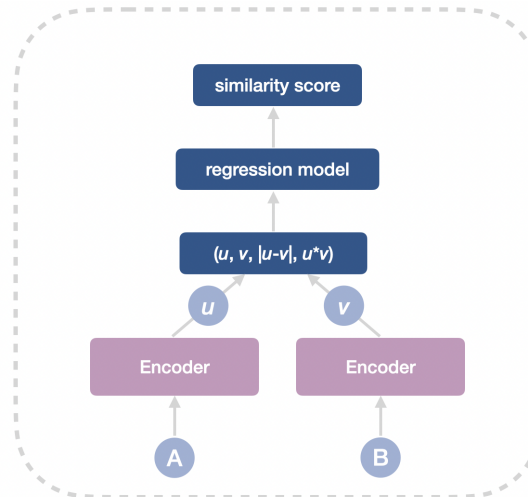 similarity score
regression model
(u, v, |u-v|, u*v)
u v
Encoder Encoder
A B